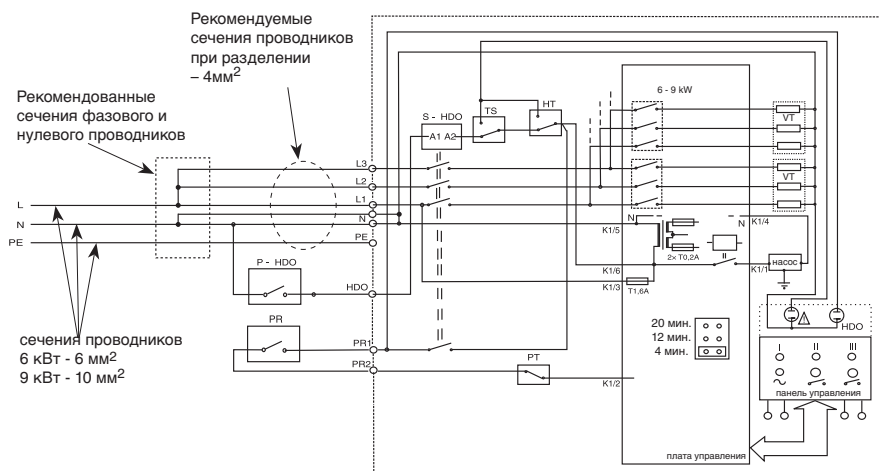 Рекомендуемые
сечения проводников
при разделении
– 4мм²
Рекомендованные
сечения фазового и
нулевого проводников
L
N
PE
сечения проводников
6 кВт - 6 мм²
9 кВт - 10 мм²
L3
L2
L1
N
PE
P - HDO
HDO
PR
PR1
PR2
S - HDO
A1 A2
TS
HT
PT
6 - 9 kW
VT
VT
N
K1/5
K1/6
K1/3
T1,6A
2x T0,2A
II
N
K1/4
K1/1
насос
20 мин.
12 мин.
4 мин.
K1/2
плата управления
HDO
I
II
III
панель управления